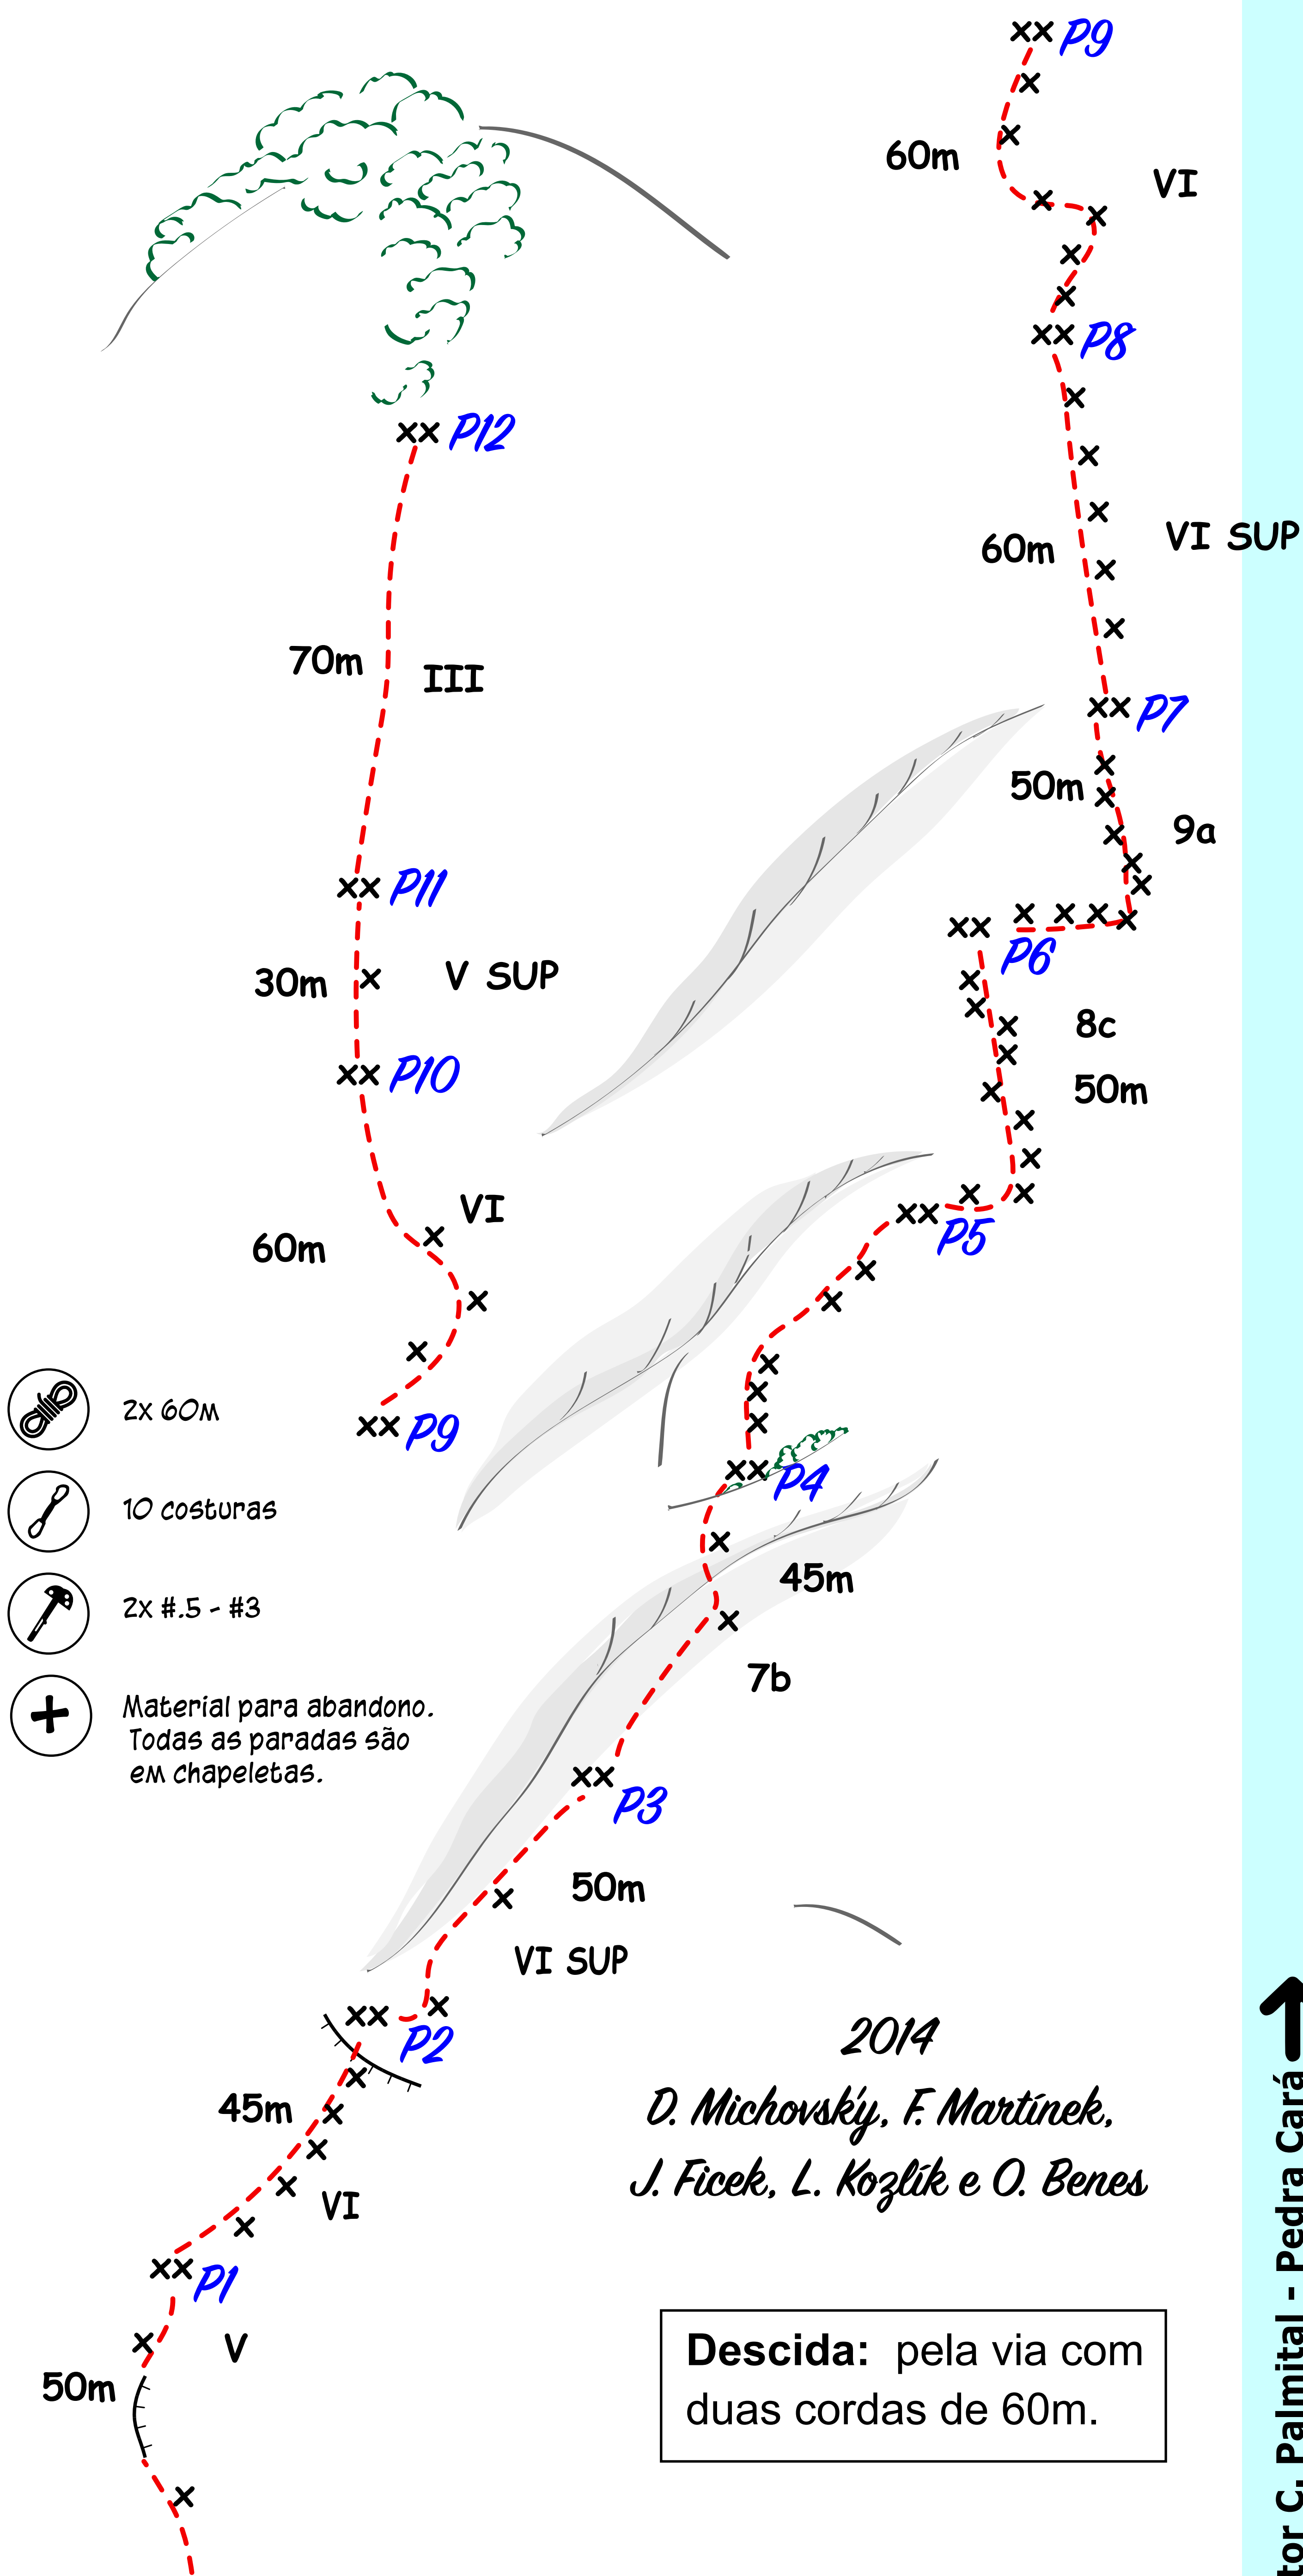 P9
60m
VI
P8
P12
60m
VI SUP
70m
III
P7
50m
9a
P11
P6
30m
V SUP
8c
P10
50m
VI
P5
60m
2x 60m
P9
P4
10 costuras
45m
2x #.5 - #3
7b
Material para abandono.
Todas as paradas são
em chapeletas.
P3
50m
VI SUP
P2
2014
45m
D. Michovský, F. Martínek,
J. Ficek, L. Kozlík e O. Benes
VI
P1
V
50m
Descida: pela via com
duas cordas de 60m.
C. Palmital - Pedra Cará